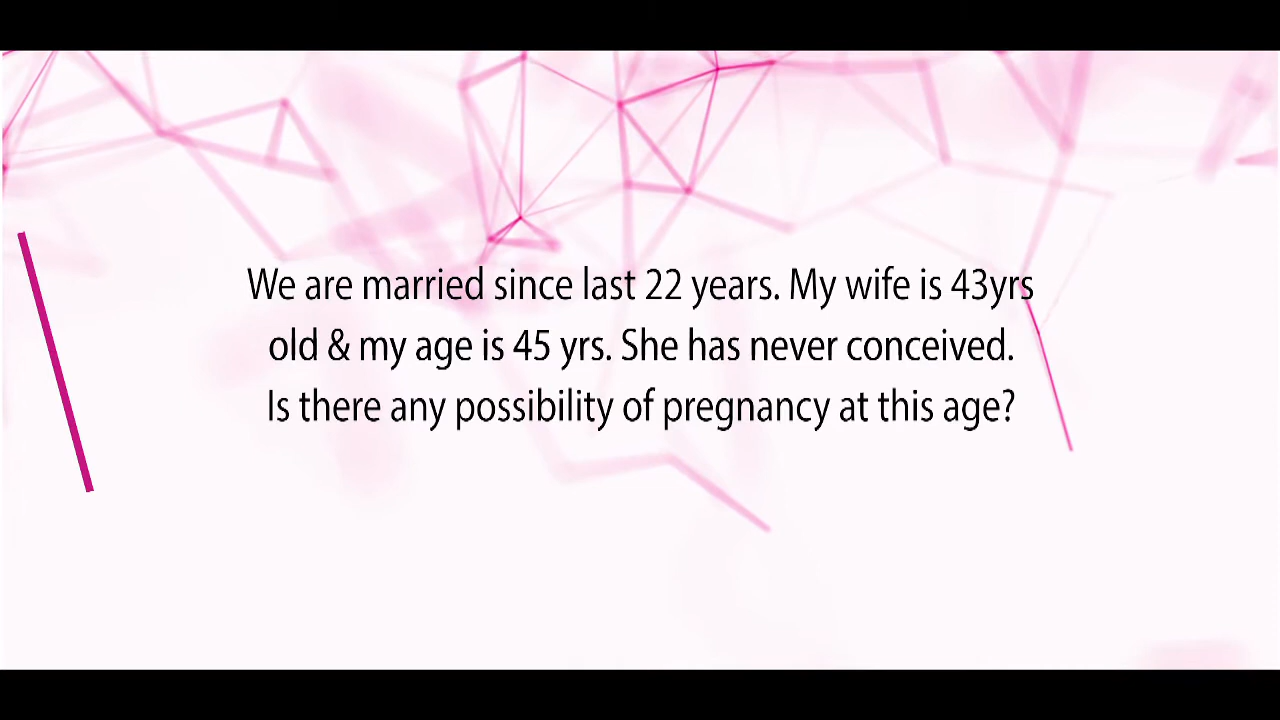 We are married since last 22 years. My wife is 43yrs
old & my age is 45 yrs. She has never conceived.
Is there any possibility of pregnancy at this age?